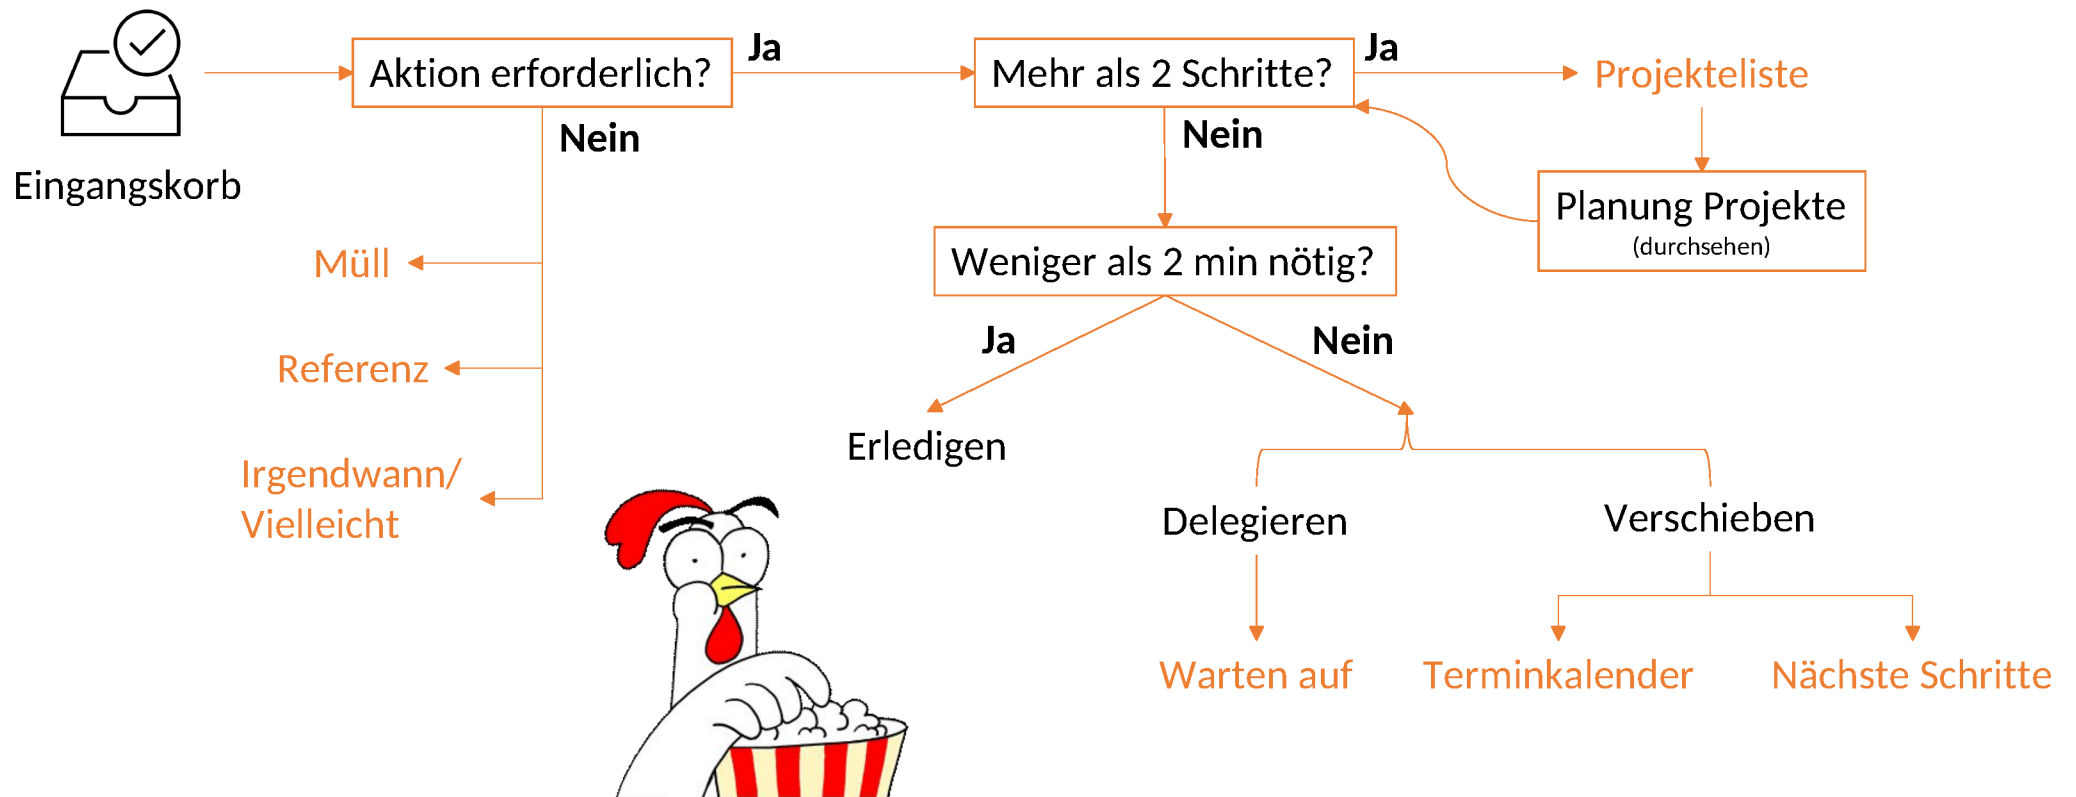 Eingangskorb
Aktion erforderlich?
Ja
Nein
Müll
Referenz
Irgendwann/
Vielleicht
Mehr als 2 Schritte?
Ja
Projekteliste
Planung Projekte
(durchsehen)
Nein
Weniger als 2 min nötig?
Ja
Erledigen
Nein
Delegieren
Warten auf
Verschieben
Terminkalender
Nächste Schritte